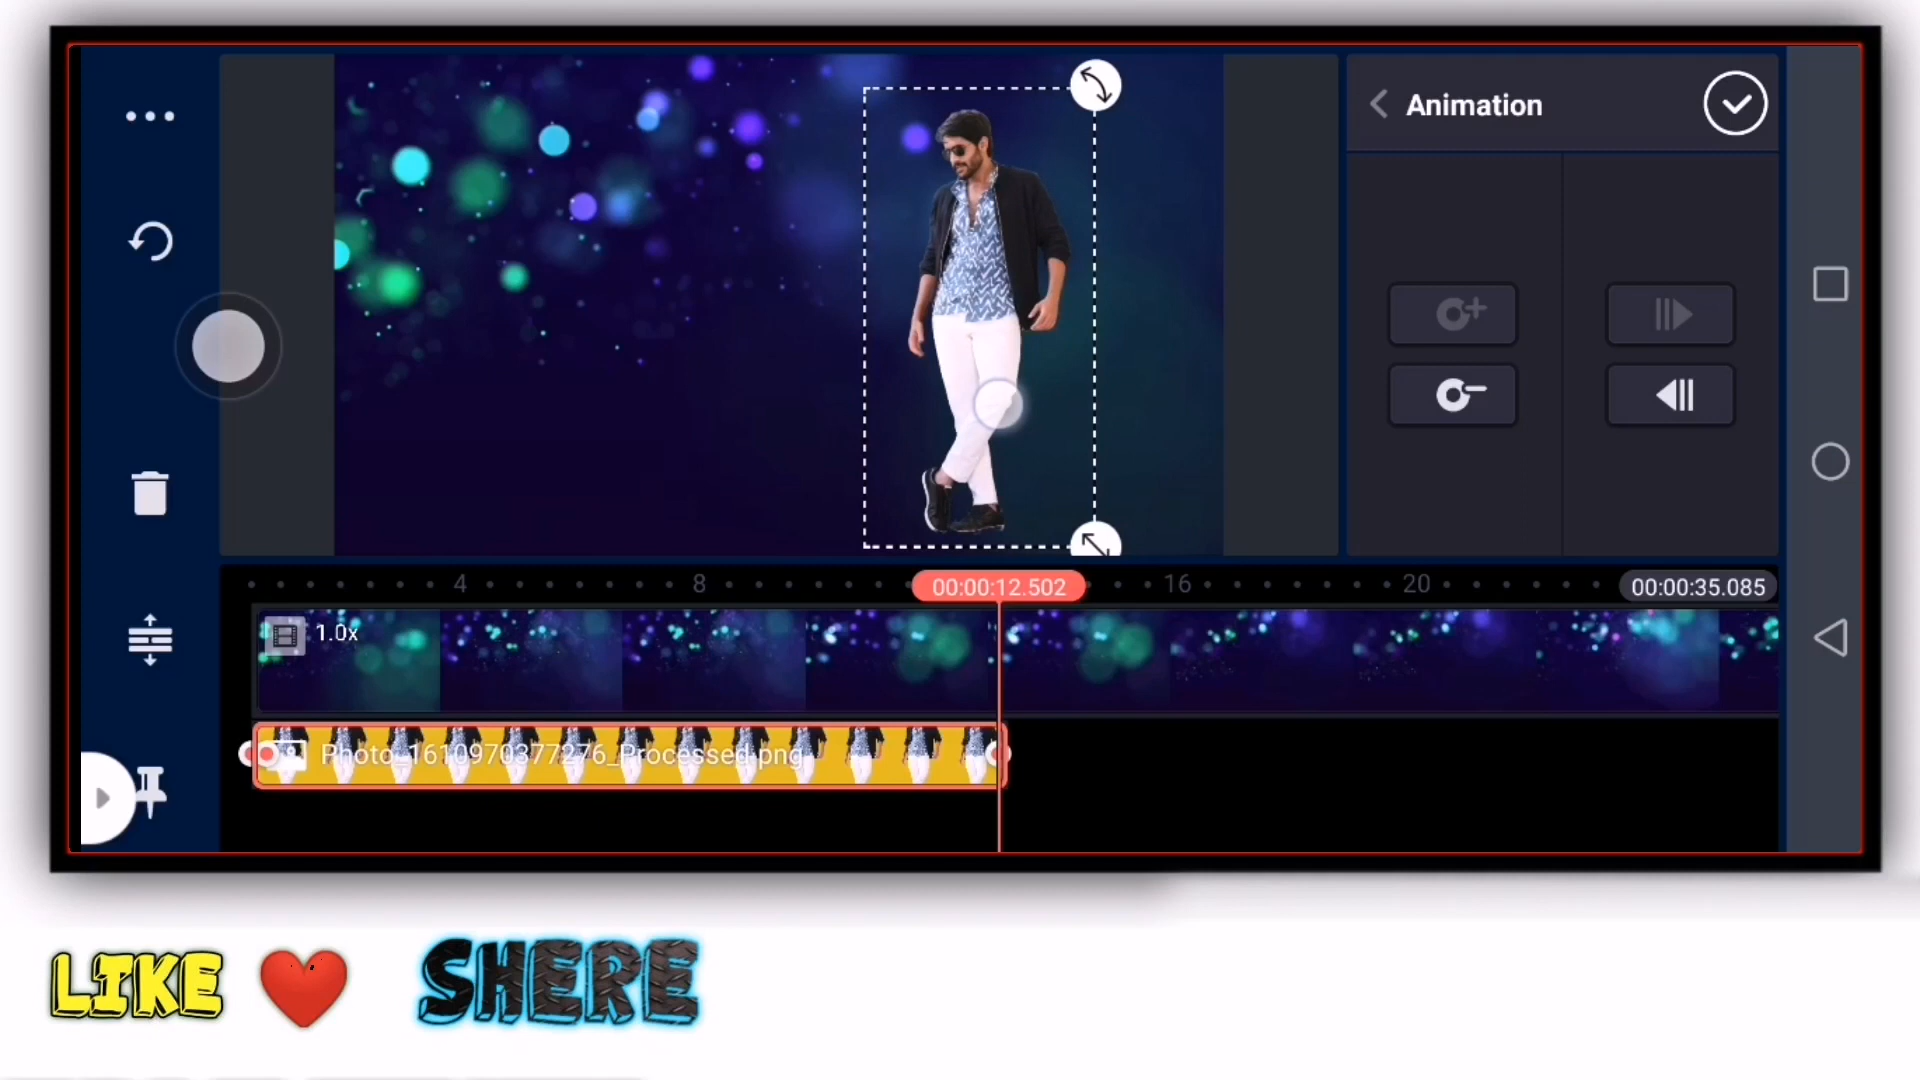 Animation
4
8
00:00:12.502
16
20
00:00:35.085
1.0x
Photo_1610970377276_Processed.png
LIKE
SHERE